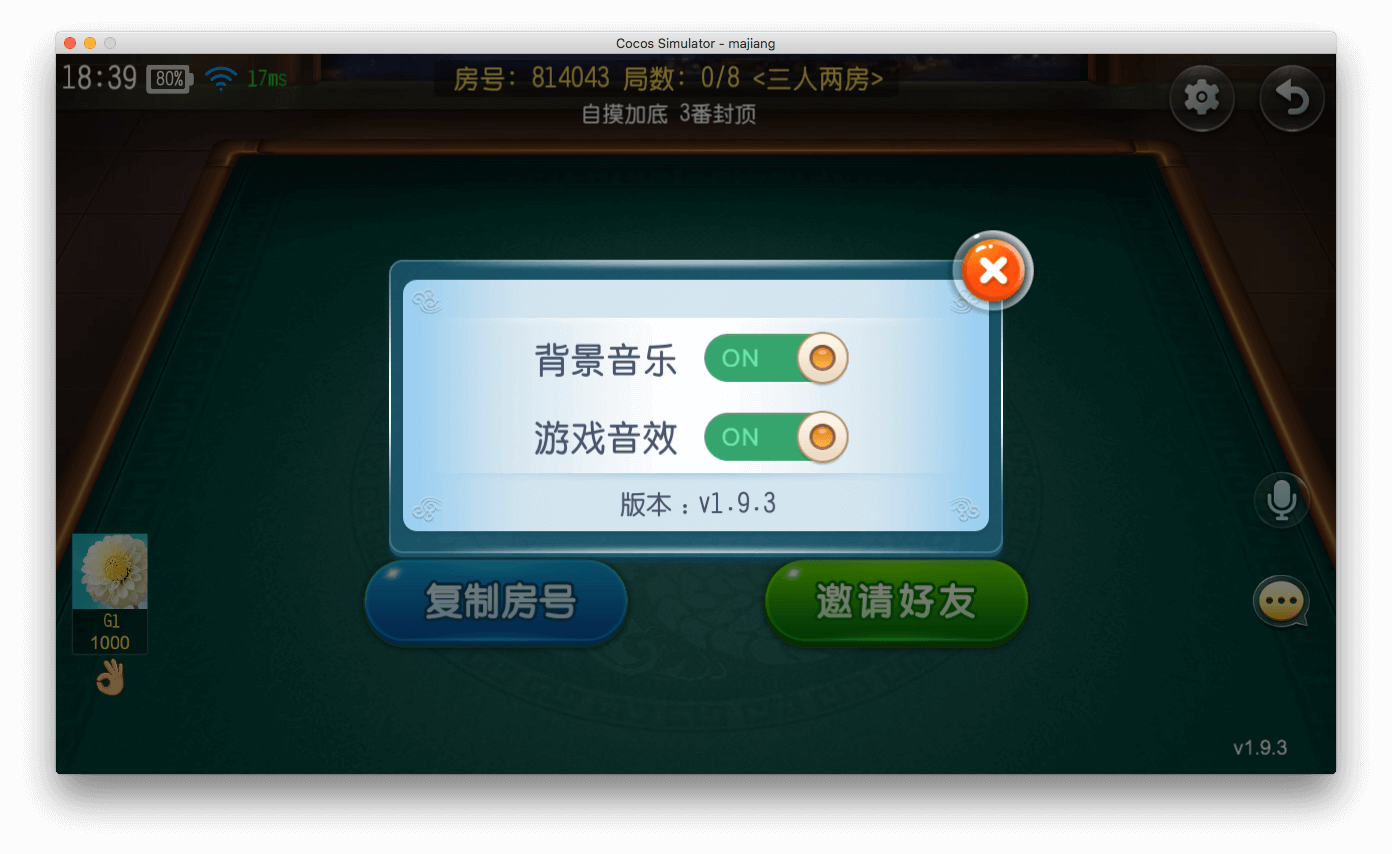 Cocos Simulator - majiang
18:39 80% 17ms
房号：814043 局数：0/8 <三人两房>
自摸加底 3番封顶
背景音乐 ON
游戏音效 ON
版本：v1.9.3
复制房号 邀请好友
G1
1000
v1.9.3